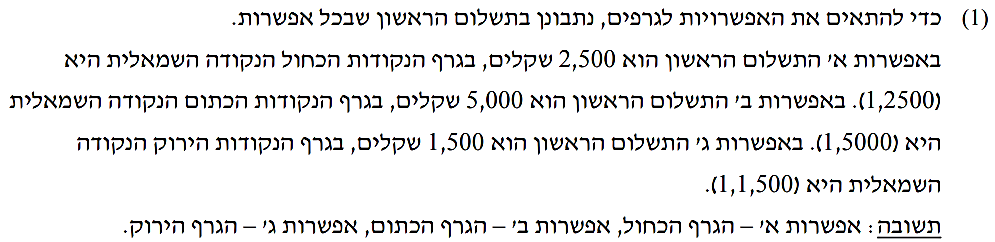 (1) כדי להתאים את האפשרויות לגרפים, נתבונן בתשלום הראשון שבכל אפשרות.
באפשרות א׳ התשלום הראשון הוא 2,500 שקלים, בגרף הנקודות הכחול הנקודה השמאלית היא
(1,2500). באפשרות ב׳ התשלום הראשון הוא 5,000 שקלים, בגרף הנקודות הכתום הנקודה השמאלית
היא (1,5000). באפשרות ג׳ התשלום הראשון הוא 1,500 שקלים, בגרף הנקודות הירוק הנקודה
השמאלית היא (1,1,500).
תשובה: אפשרות א׳ – הגרף הכחול, אפשרות ב׳ – הגרף הכתום, אפשרות ג׳ – הגרף הירוק.